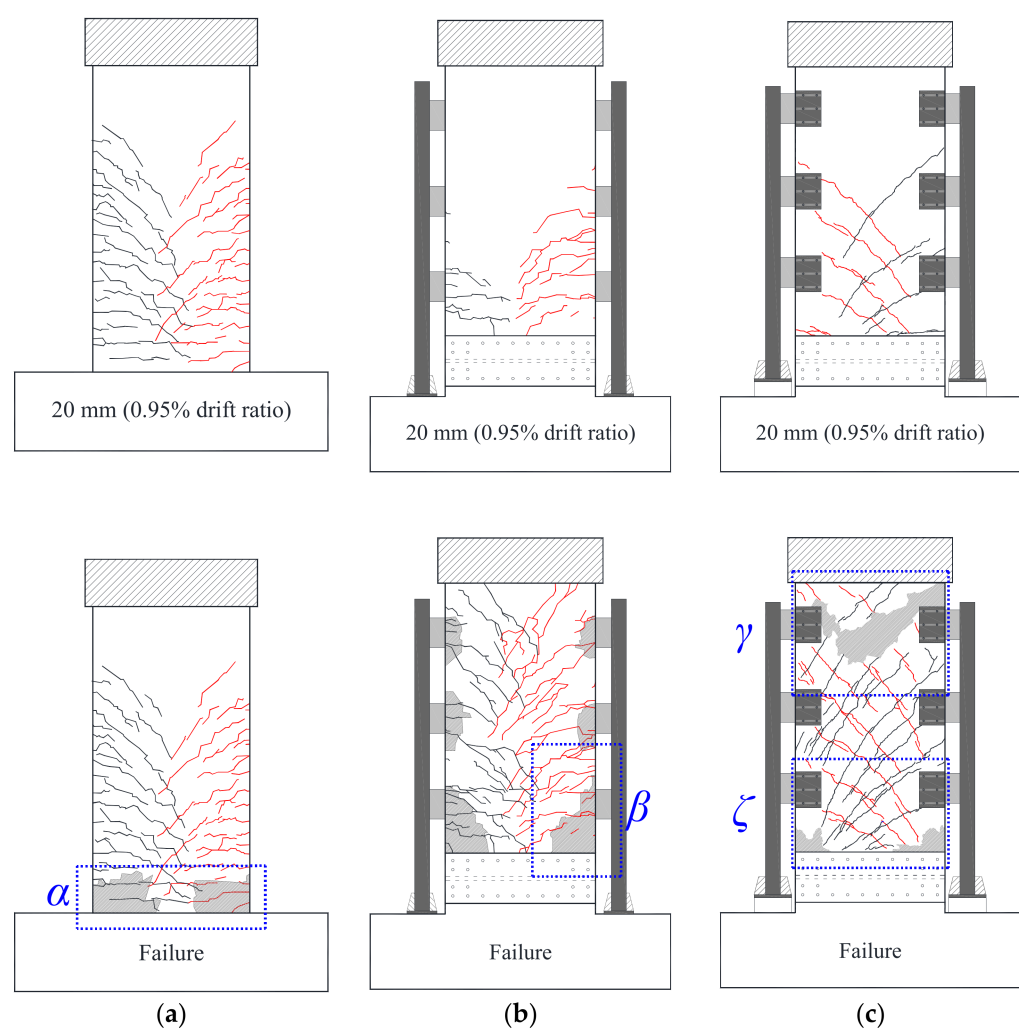 20 mm (0.95% drift ratio)
20 mm (0.95% drift ratio)
20 mm (0.95% drift ratio)
α
β
γ
ζ
Failure
Failure
Failure
(a)
(b)
(c)